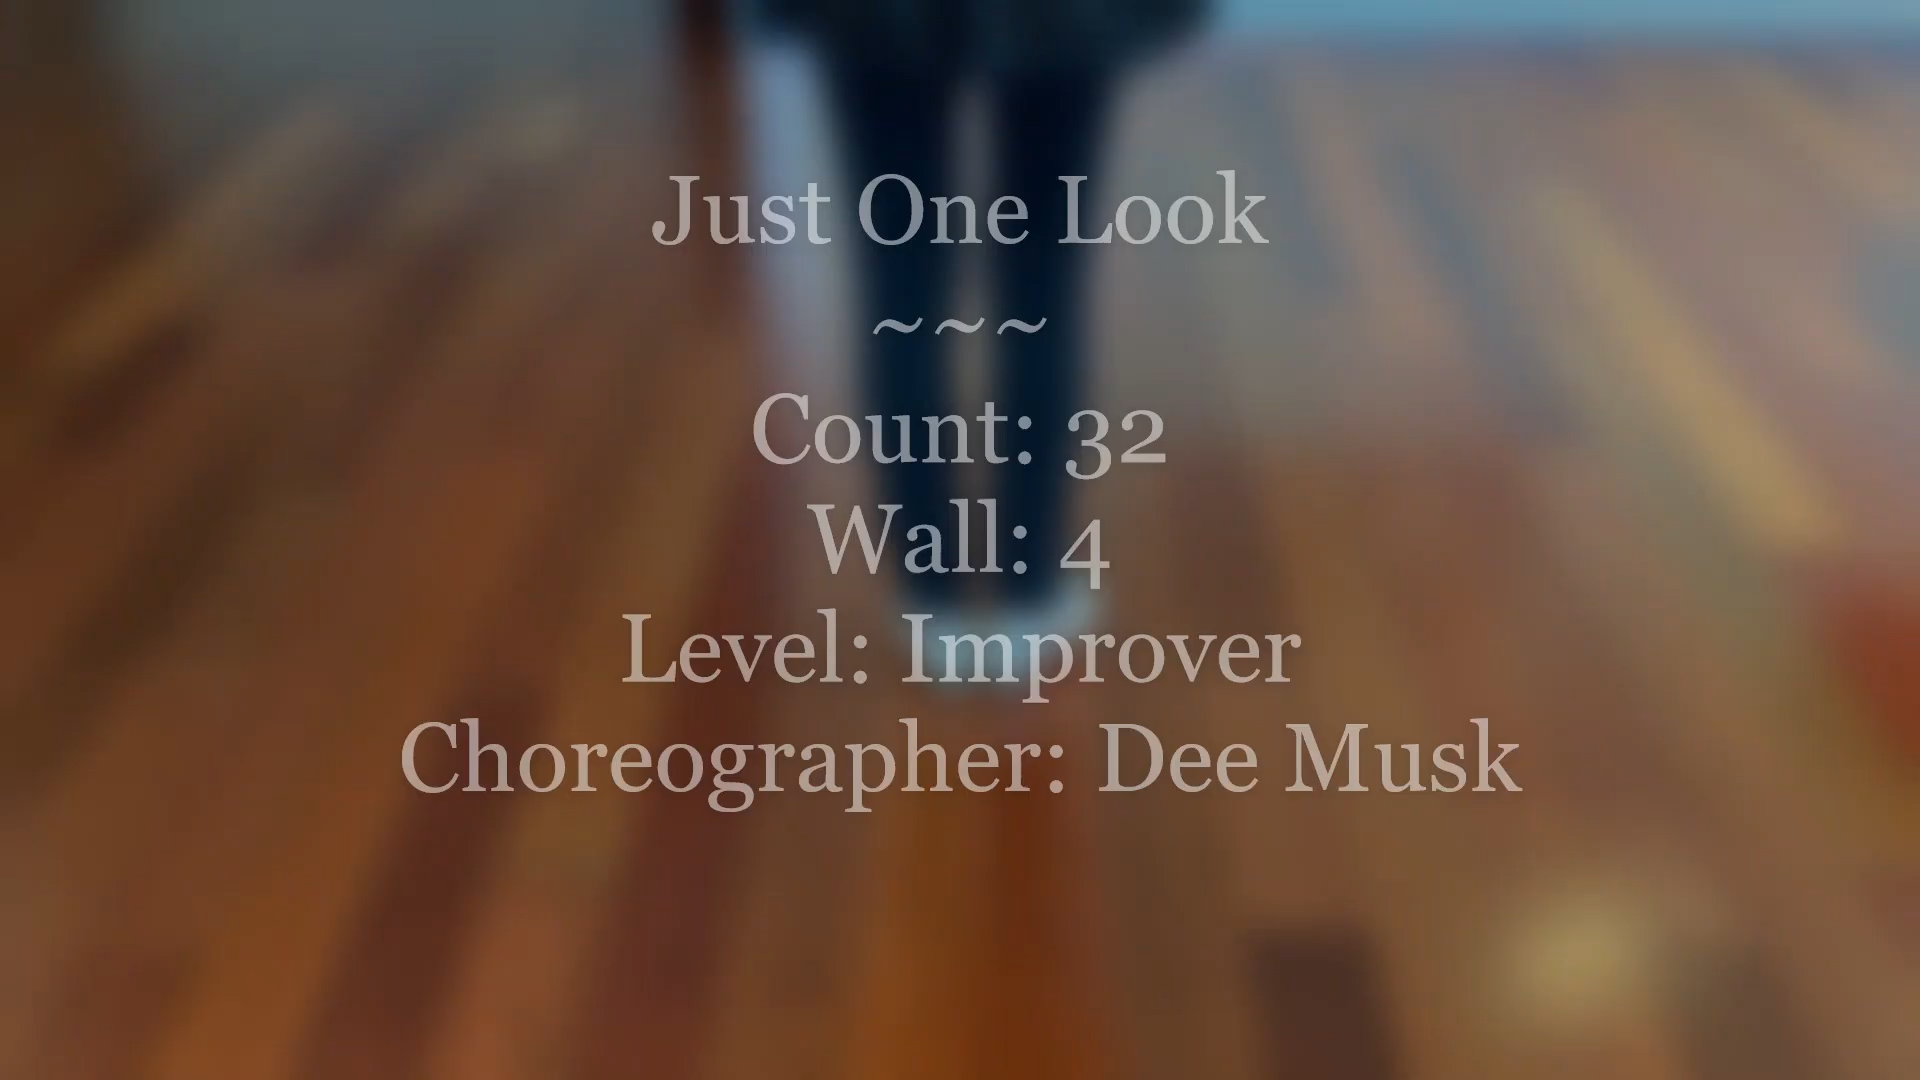 Just One Look
~~~
Count: 32
Wall: 4
Level: Improver
Choreographer: Dee Musk